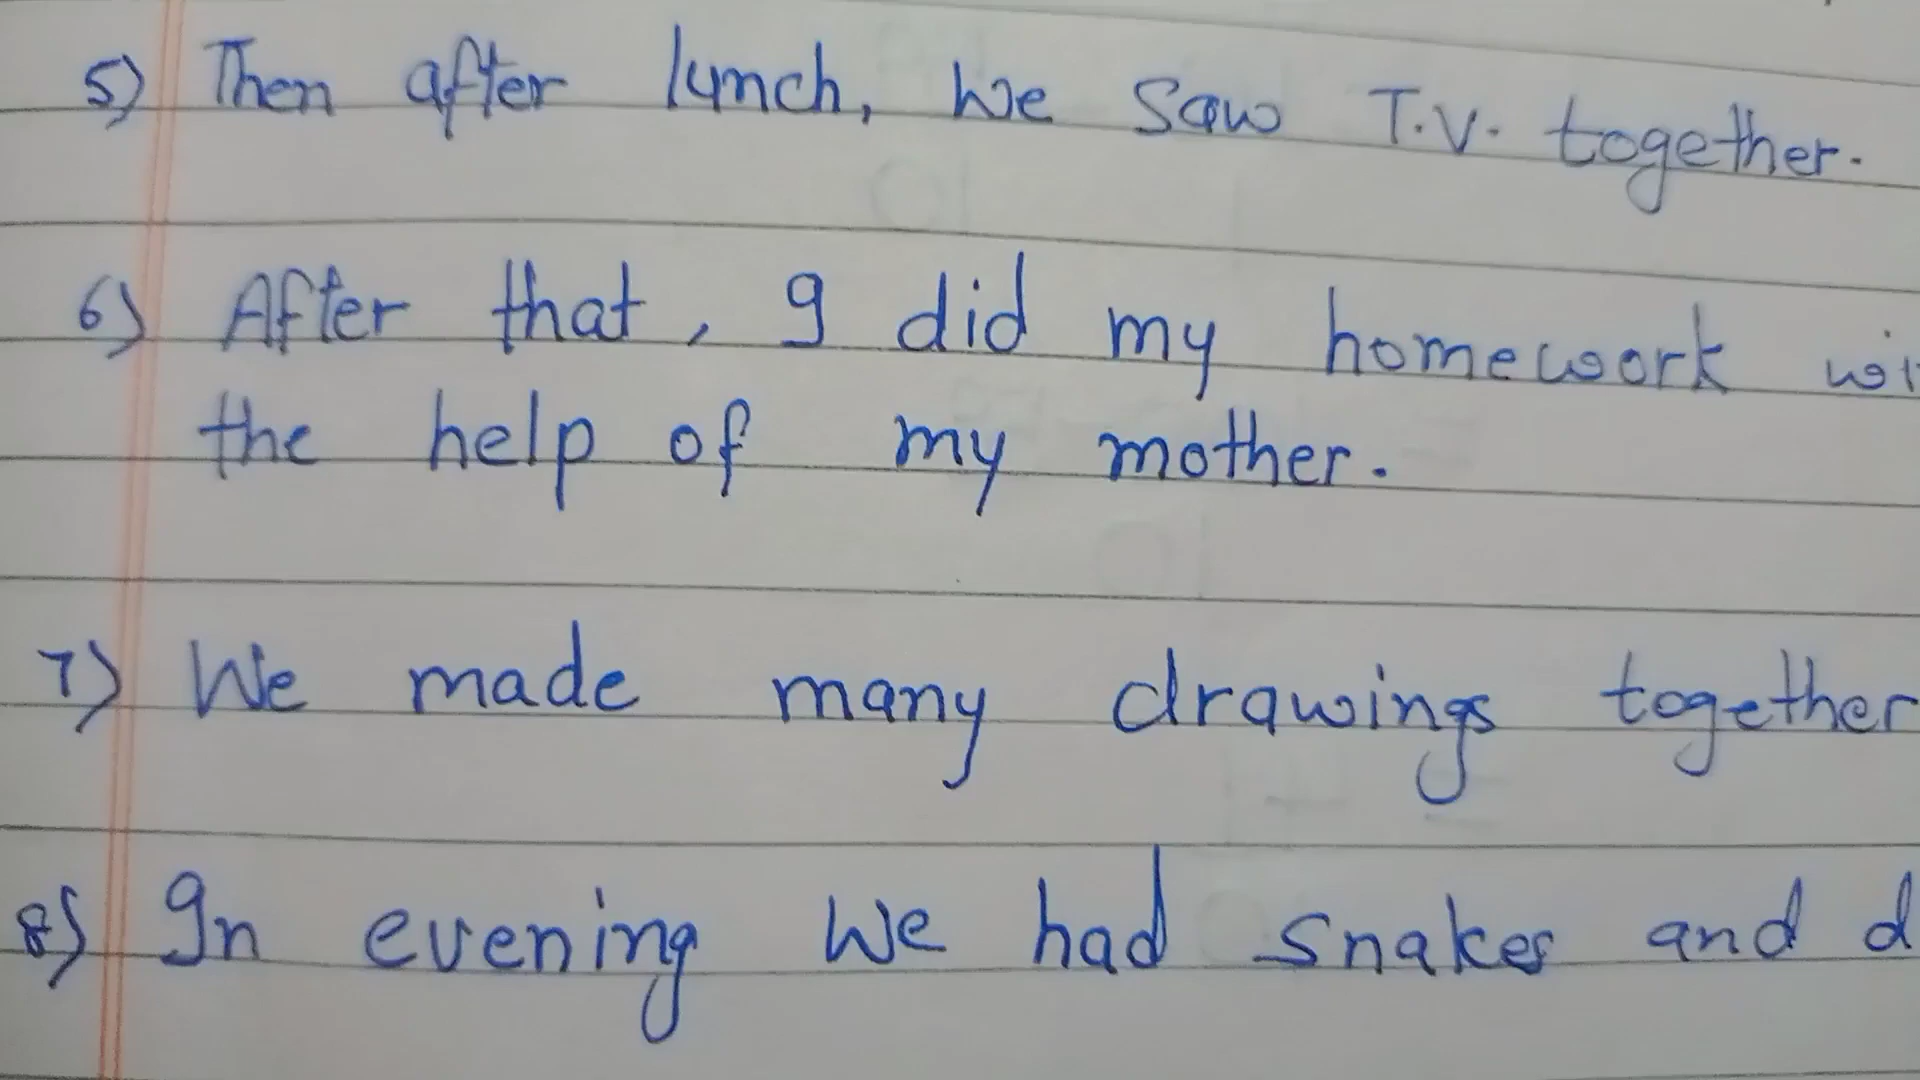 5) Then after lunch, we saw T.V. together.
6) After that, I did my homework
the help of my mother.
7) We made many drawings together
8) In evening we had snakes and